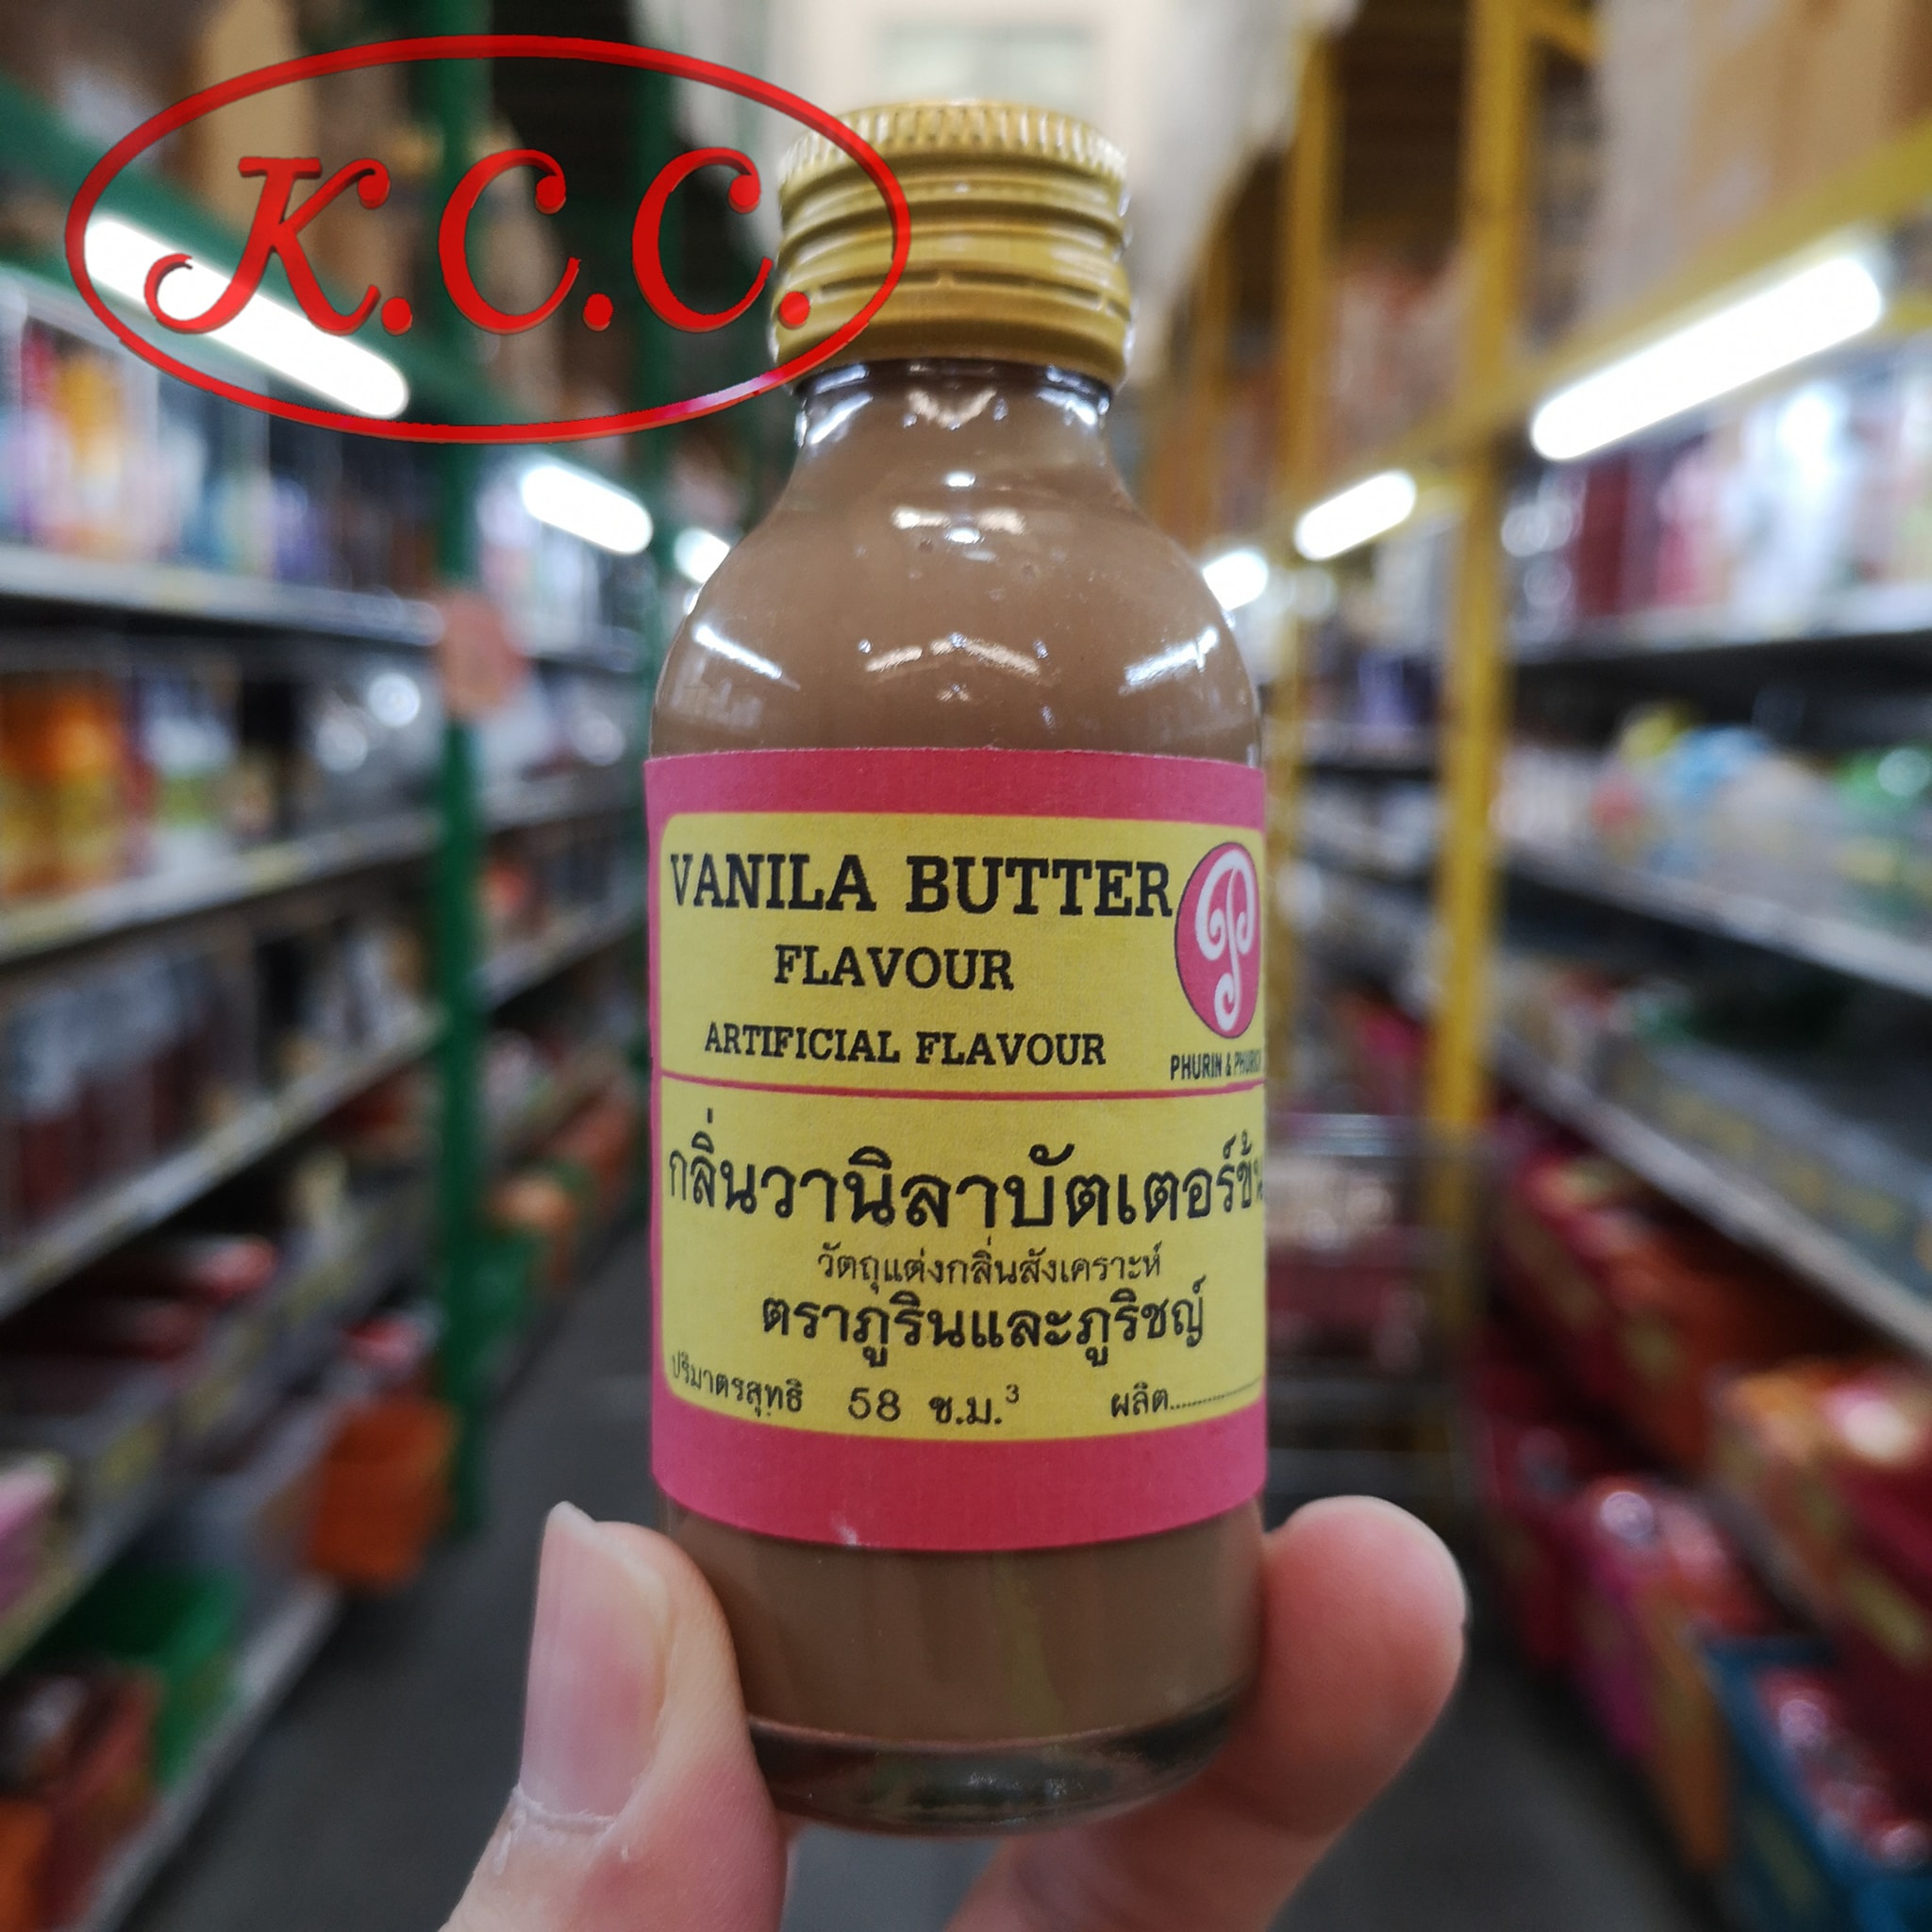 K.C.C.
VANILA BUTTER
FLAVOUR
ARTIFICIAL FLAVOUR
PHURIN &
กลิ่นวานิลาบัตเตอร์ข้น
วัตถุแต่งกลิ่นสังเคราะห์
ตราภูรินและภูริชญ์
ปริมาตรสุทธิ 58 ซ.ม.³ ผลิต..............